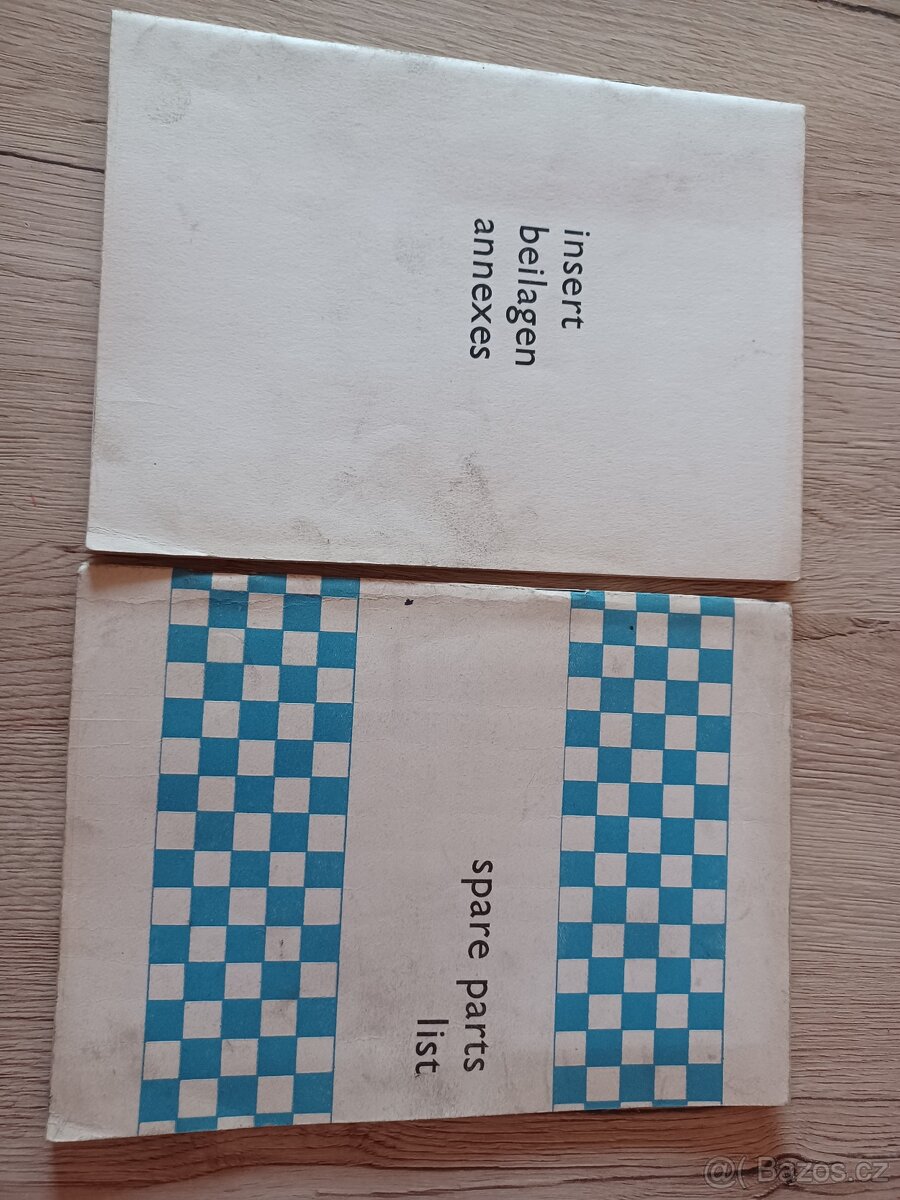 insert
beilagen
annexes
spare parts
list
@( Bazos.cz